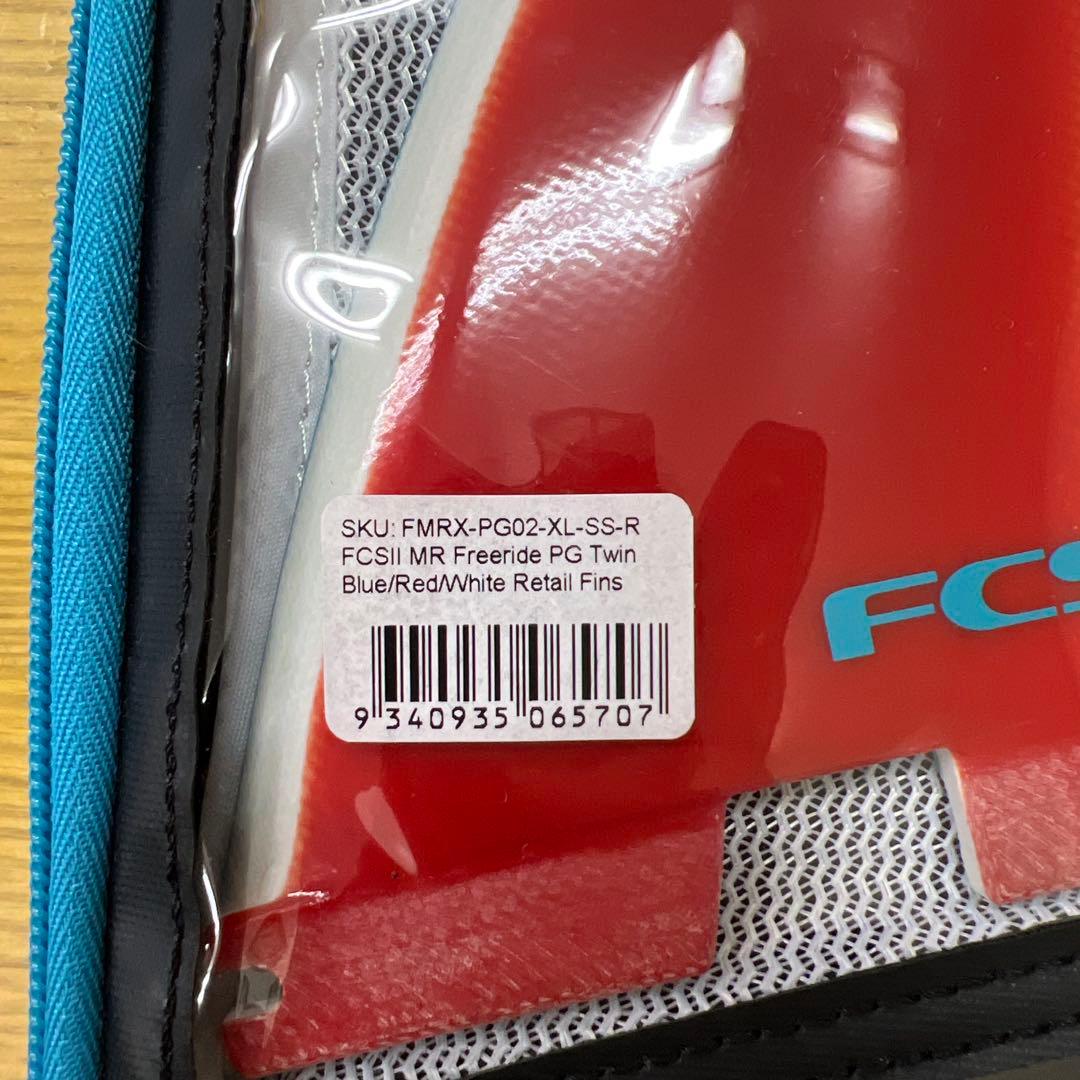 SKU: FMRX-PG02-XL-SS-R
FCSII MR Freeride PG Twin
Blue/Red/White Retail Fins
9 340935 065707
FCS